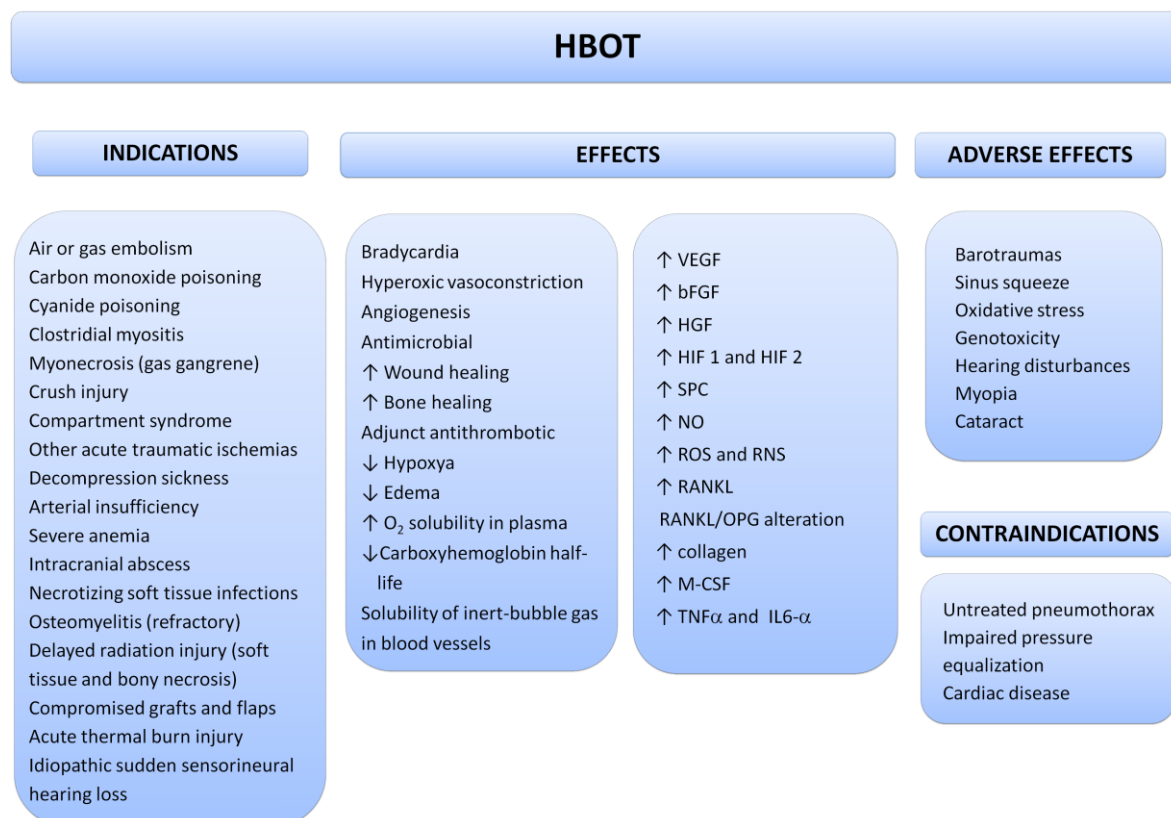 HBOT
INDICATIONS
Air or gas embolism
Carbon monoxide poisoning
Cyanide poisoning
Clostridial myositis
Myonecrosis (gas gangrene)
Crush injury
Compartment syndrome
Other acute traumatic ischemias
Decompression sickness
Arterial insufficiency
Severe anemia
Intracranial abscess
Necrotizing soft tissue infections
Osteomyelitis (refractory)
Delayed radiation injury (soft
tissue and bony necrosis)
Compromised grafts and flaps
Acute thermal burn injury
Idiopathic sudden sensorineural
hearing loss
EFFECTS
Bradycardia
Hyperoxic vasoconstriction
Angiogenesis
Antimicrobial
↑ Wound healing
↑ Bone healing
Adjunct antithrombotic
↓ Hypoxya
↓ Edema
↑ O₂ solubility in plasma
↓Carboxyhemoglobin half-
life
Solubility of inert-bubble gas
in blood vessels
↑ VEGF
↑ bFGF
↑ HGF
↑ HIF 1 and HIF 2
↑ SPC
↑ NO
↑ ROS and RNS
↑ RANKL
RANKL/OPG alteration
↑ collagen
↑ M-CSF
↑ TNFα and IL6-α
ADVERSE EFFECTS
Barotraumas
Sinus squeeze
Oxidative stress
Genotoxicity
Hearing disturbances
Myopia
Cataract
CONTRAINDICATIONS
Untreated pneumothorax
Impaired pressure
equalization
Cardiac disease